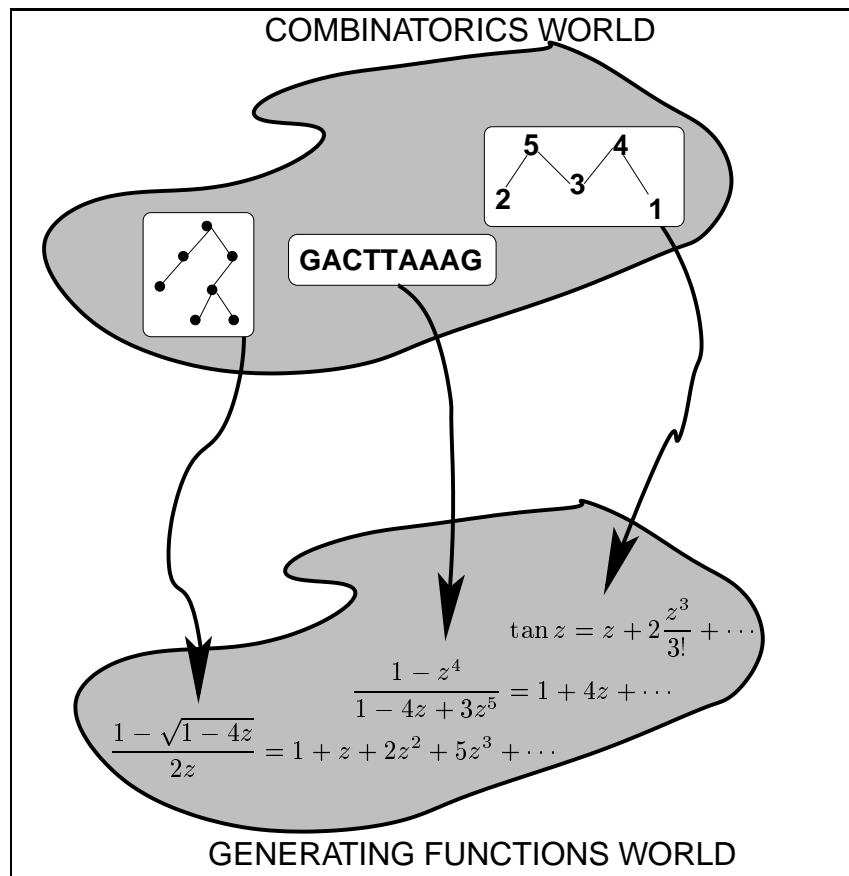 COMBINATORICS WORLD
5 4
3
2 1
GACTTAAAG
tan z = z + 2 z^3/3! + ⋯
(1 − z^4)/(1 − 4z + 3z^5) = 1 + 4z + ⋯
(1 − √(1 − 4z))/(2z) = 1 + z + 2z^2 + 5z^3 + ⋯
GENERATING FUNCTIONS WORLD